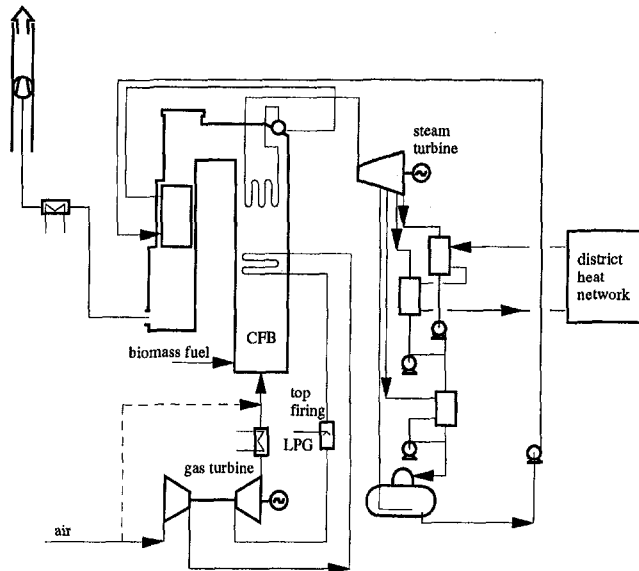 steam
turbine
district
heat
network
CFB
biomass fuel
top
firing
LPG
gas turbine
air